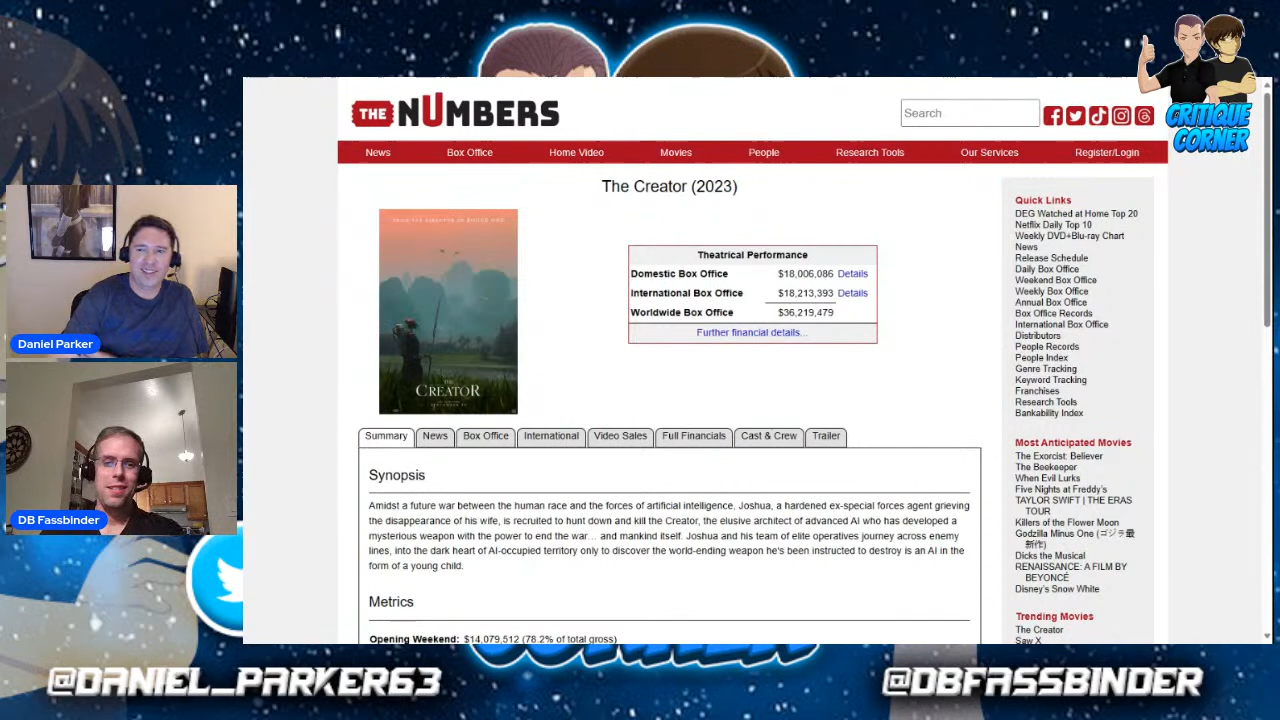 THE NUMBERS
Search
CRITIQUE
CORNER
News Box Office Home Video Movies People Research Tools Our Services Register/Login
The Creator (2023)
THE
CREATOR
Theatrical Performance
Domestic Box Office $18,006,086 Details
International Box Office $18,213,393 Details
Worldwide Box Office $36,219,479
Further financial details...
Summary News Box Office International Video Sales Full Financials Cast & Crew Trailer
Synopsis
Amidst a future war between the human race and the forces of artificial intelligence, Joshua, a hardened ex-special forces agent grieving
the disappearance of his wife, is recruited to hunt down and kill the Creator, the elusive architect of advanced AI who has developed a
mysterious weapon with the power to end the war... and mankind itself. Joshua and his team of elite operatives journey across enemy
lines, into the dark heart of AI-occupied territory only to discover the world-ending weapon he's been instructed to destroy is an AI in the
form of a young child.
Metrics
Opening Weekend: $14,079,512 (78.2% of total gross)
Quick Links
DEG Watched at Home Top 20
Netflix Daily Top 10
Weekly DVD+Blu-ray Chart
News
Release Schedule
Daily Box Office
Weekend Box Office
Weekly Box Office
Annual Box Office
Box Office Records
International Box Office
Distributors
People Records
People Index
Genre Tracking
Keyword Tracking
Franchises
Research Tools
Bankability Index
Most Anticipated Movies
The Exorcist: Believer
The Beekeeper
When Evil Lurks
Five Nights at Freddy's
TAYLOR SWIFT | THE ERAS
TOUR
Killers of the Flower Moon
Godzilla Minus One (ゴジラ最
新作)
Dicks the Musical
RENAISSANCE: A FILM BY
BEYONCÉ
Disney's Snow White
Trending Movies
The Creator
Saw X
Daniel Parker
DB Fassbinder
CORNER
@DANIEL_PARKER63
@DBFASSBINDER